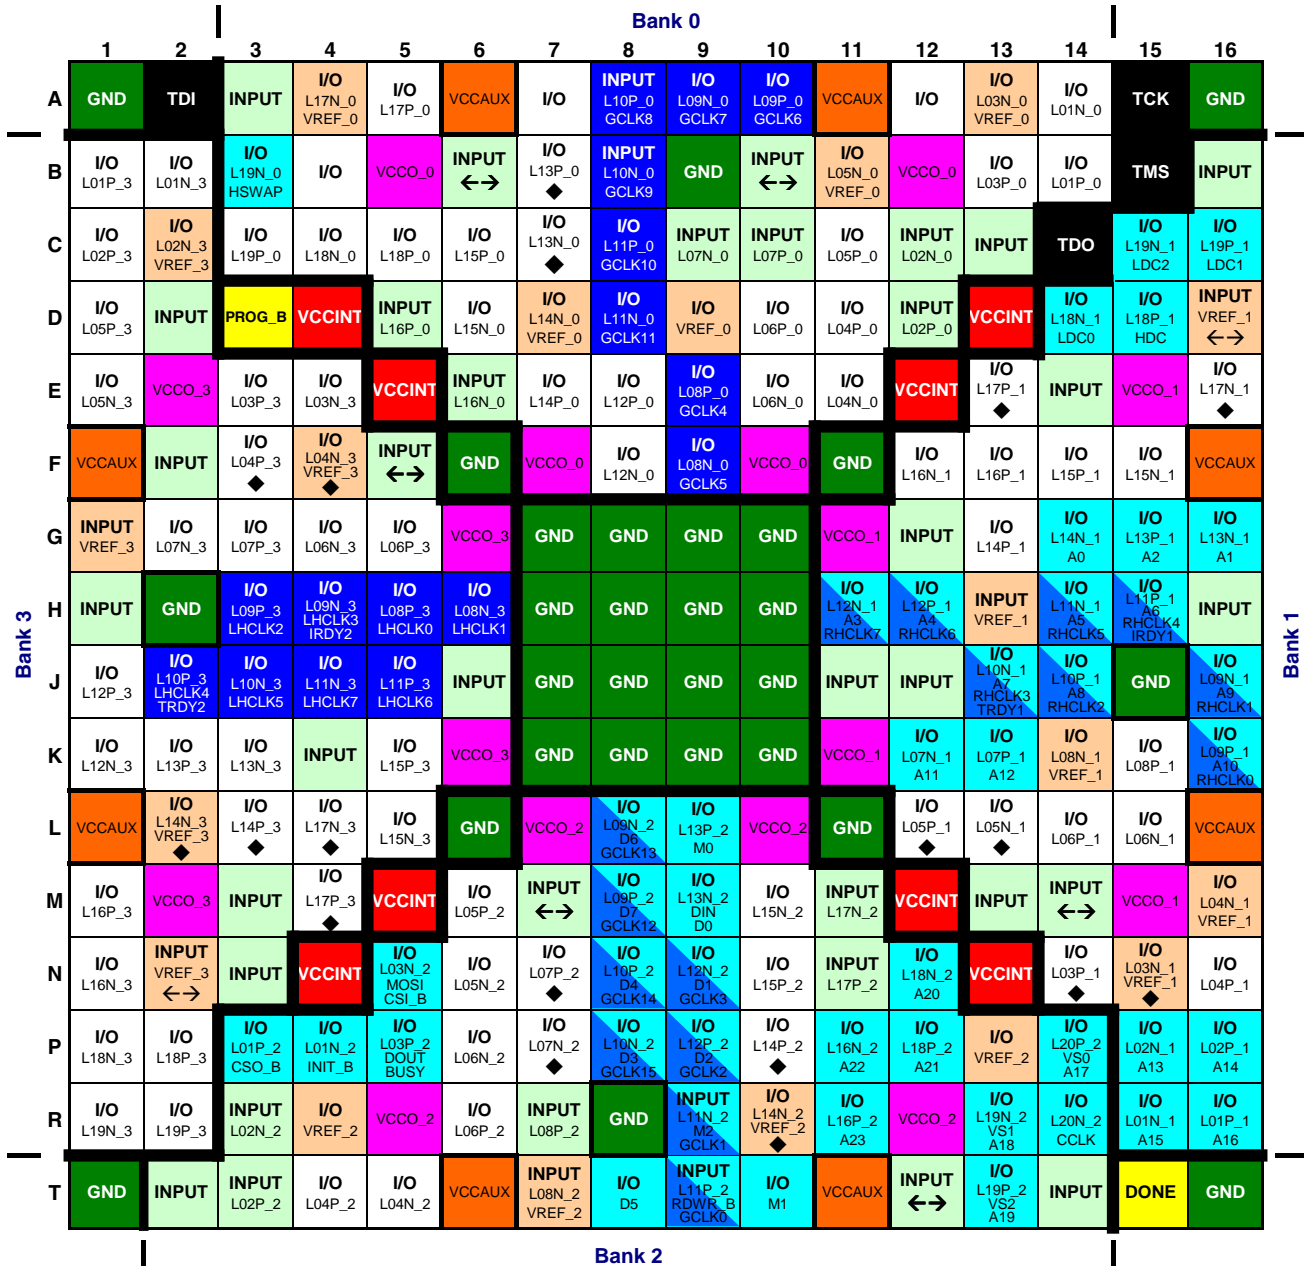 Bank 0
1 2 3 4 5 6 7 8 9 10 11 12 13 14 15 16
A GND TDI INPUT I/O L17N_0 VREF_0 I/O L17P_0 VCCAUX I/O INPUT L10P_0 GCLK8 I/O L09N_0 GCLK7 I/O L09P_0 GCLK6 VCCAUX I/O I/O L03N_0 VREF_0 I/O L01N_0 TCK GND
B I/O L01P_3 I/O L01N_3 I/O L19N_0 HSWAP I/O VCCO_0 INPUT ←→ I/O L13P_0 ◆ INPUT L10N_0 GCLK9 GND INPUT ←→ I/O L05N_0 VREF_0 VCCO_0 I/O L03P_0 I/O L01P_0 TMS INPUT
C I/O L02P_3 I/O L02N_3 VREF_3 I/O L19P_0 I/O L18N_0 I/O L18P_0 I/O L15P_0 I/O L13N_0 ◆ I/O L11P_0 GCLK10 INPUT L07N_0 INPUT L07P_0 I/O L05P_0 INPUT L02N_0 INPUT TDO I/O L19N_1 LDC2 I/O L19P_1 LDC1
D I/O L05P_3 INPUT PROG_B VCCINT INPUT L16P_0 I/O L15N_0 I/O L14N_0 VREF_0 I/O L11N_0 GCLK11 I/O VREF_0 I/O L06P_0 I/O L04P_0 INPUT L02P_0 VCCINT I/O L18N_1 LDC0 I/O L18P_1 HDC INPUT VREF_1 ←→
E I/O L05N_3 VCCO_3 I/O L03P_3 I/O L03N_3 VCCINT INPUT L16N_0 I/O L14P_0 I/O L12P_0 I/O L08P_0 GCLK4 I/O L06N_0 I/O L04N_0 VCCINT I/O L17P_1 ◆ INPUT VCCO_1 I/O L17N_1 ◆
F VCCAUX INPUT I/O L04P_3 ◆ I/O L04N_3 VREF_3 ◆ INPUT ←→ GND VCCO_0 I/O L12N_0 I/O L08N_0 GCLK5 VCCO_0 GND I/O L16N_1 I/O L16P_1 I/O L15P_1 I/O L15N_1 VCCAUX
G INPUT VREF_3 I/O L07N_3 I/O L07P_3 I/O L06N_3 I/O L06P_3 VCCO_3 GND GND GND GND VCCO_1 INPUT I/O L14P_1 I/O L14N_1 A0 I/O L13P_1 A2 I/O L13N_1 A1
Bank 3
Bank 1
H INPUT GND I/O L09P_3 LHCLK2 I/O L09N_3 LHCLK3 IRDY2 I/O L08P_3 LHCLK0 I/O L08N_3 LHCLK1 GND GND GND GND I/O L12N_1 A3 RHCLK7 I/O L12P_1 A4 RHCLK6 INPUT VREF_1 I/O L11N_1 A5 RHCLK5 I/O L11P_1 A6 RHCLK4 IRDY1 INPUT
J I/O L12P_3 I/O L10P_3 LHCLK4 TRDY2 I/O L10N_3 LHCLK5 I/O L11N_3 LHCLK7 I/O L11P_3 LHCLK6 INPUT GND GND GND GND INPUT INPUT I/O L10N_1 A7 RHCLK3 TRDY1 I/O L10P_1 A8 RHCLK2 GND I/O L09N_1 A9 RHCLK1
K I/O L12N_3 I/O L13P_3 I/O L13N_3 INPUT I/O L15P_3 VCCO_3 GND GND GND GND VCCO_1 I/O L07N_1 A11 I/O L07P_1 A12 I/O L08N_1 VREF_1 I/O L08P_1 I/O L09P_1 A10 RHCLK0
L VCCAUX I/O L14N_3 VREF_3 ◆ I/O L14P_3 ◆ I/O L17N_3 ◆ I/O L15N_3 GND VCCO_2 I/O L09N_2 D6 GCLK13 I/O L13P_2 M0 VCCO_2 GND I/O L05P_1 ◆ I/O L05N_1 ◆ I/O L06P_1 I/O L06N_1 VCCAUX
M I/O L16P_3 VCCO_3 INPUT I/O L17P_3 ◆ VCCINT I/O L05P_2 INPUT ←→ I/O L09P_2 D7 GCLK12 I/O L13N_2 DIN D0 I/O L15N_2 INPUT L17N_2 VCCINT INPUT INPUT ←→ VCCO_1 I/O L04N_1 VREF_1
N I/O L16N_3 INPUT VREF_3 ←→ INPUT VCCINT I/O L03N_2 MOSI CSI_B I/O L05N_2 I/O L07P_2 ◆ I/O L10P_2 D4 GCLK14 I/O L12N_2 D1 GCLK3 I/O L15P_2 INPUT L17P_2 I/O L18N_2 A20 VCCINT I/O L03P_1 ◆ I/O L03N_1 VREF_1 ◆ I/O L04P_1
P I/O L18N_3 I/O L18P_3 I/O L01P_2 CSO_B I/O L01N_2 INIT_B I/O L03P_2 DOUT BUSY I/O L06N_2 I/O L07N_2 ◆ I/O L10N_2 D3 GCLK15 I/O L12P_2 D2 GCLK2 I/O L14P_2 ◆ I/O L16N_2 A22 I/O L18P_2 A21 I/O VREF_2 I/O L20P_2 VS0 A17 I/O L02N_1 A13 I/O L02P_1 A14
R I/O L19N_3 I/O L19P_3 INPUT L02N_2 I/O VREF_2 VCCO_2 I/O L06P_2 INPUT L08P_2 GND INPUT L11N_2 M2 GCLK1 I/O L14N_2 VREF_2 ◆ I/O L16P_2 A23 VCCO_2 I/O L19N_2 VS1 A18 I/O L20N_2 CCLK I/O L01N_1 A15 I/O L01P_1 A16
T GND INPUT INPUT L02P_2 I/O L04P_2 I/O L04N_2 VCCAUX INPUT L08N_2 VREF_2 I/O D5 INPUT L11P_2 RDWR_B GCLK0 I/O M1 VCCAUX INPUT ←→ I/O L19P_2 VS2 A19 INPUT DONE GND
Bank 2